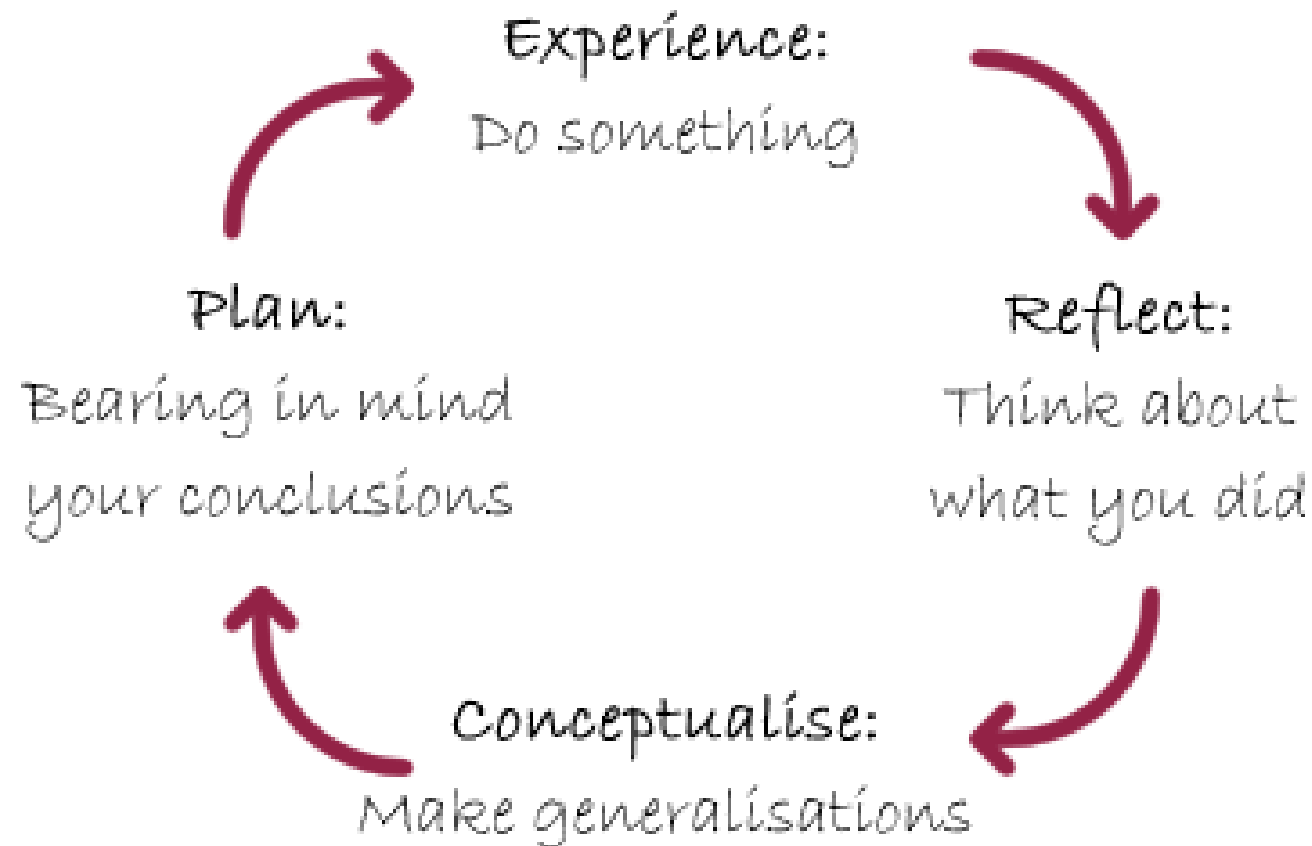 Experience:
Do something
Reflect:
Think about
what you did
Conceptualise:
Make generalisations
Plan:
Bearing in mind
your conclusions